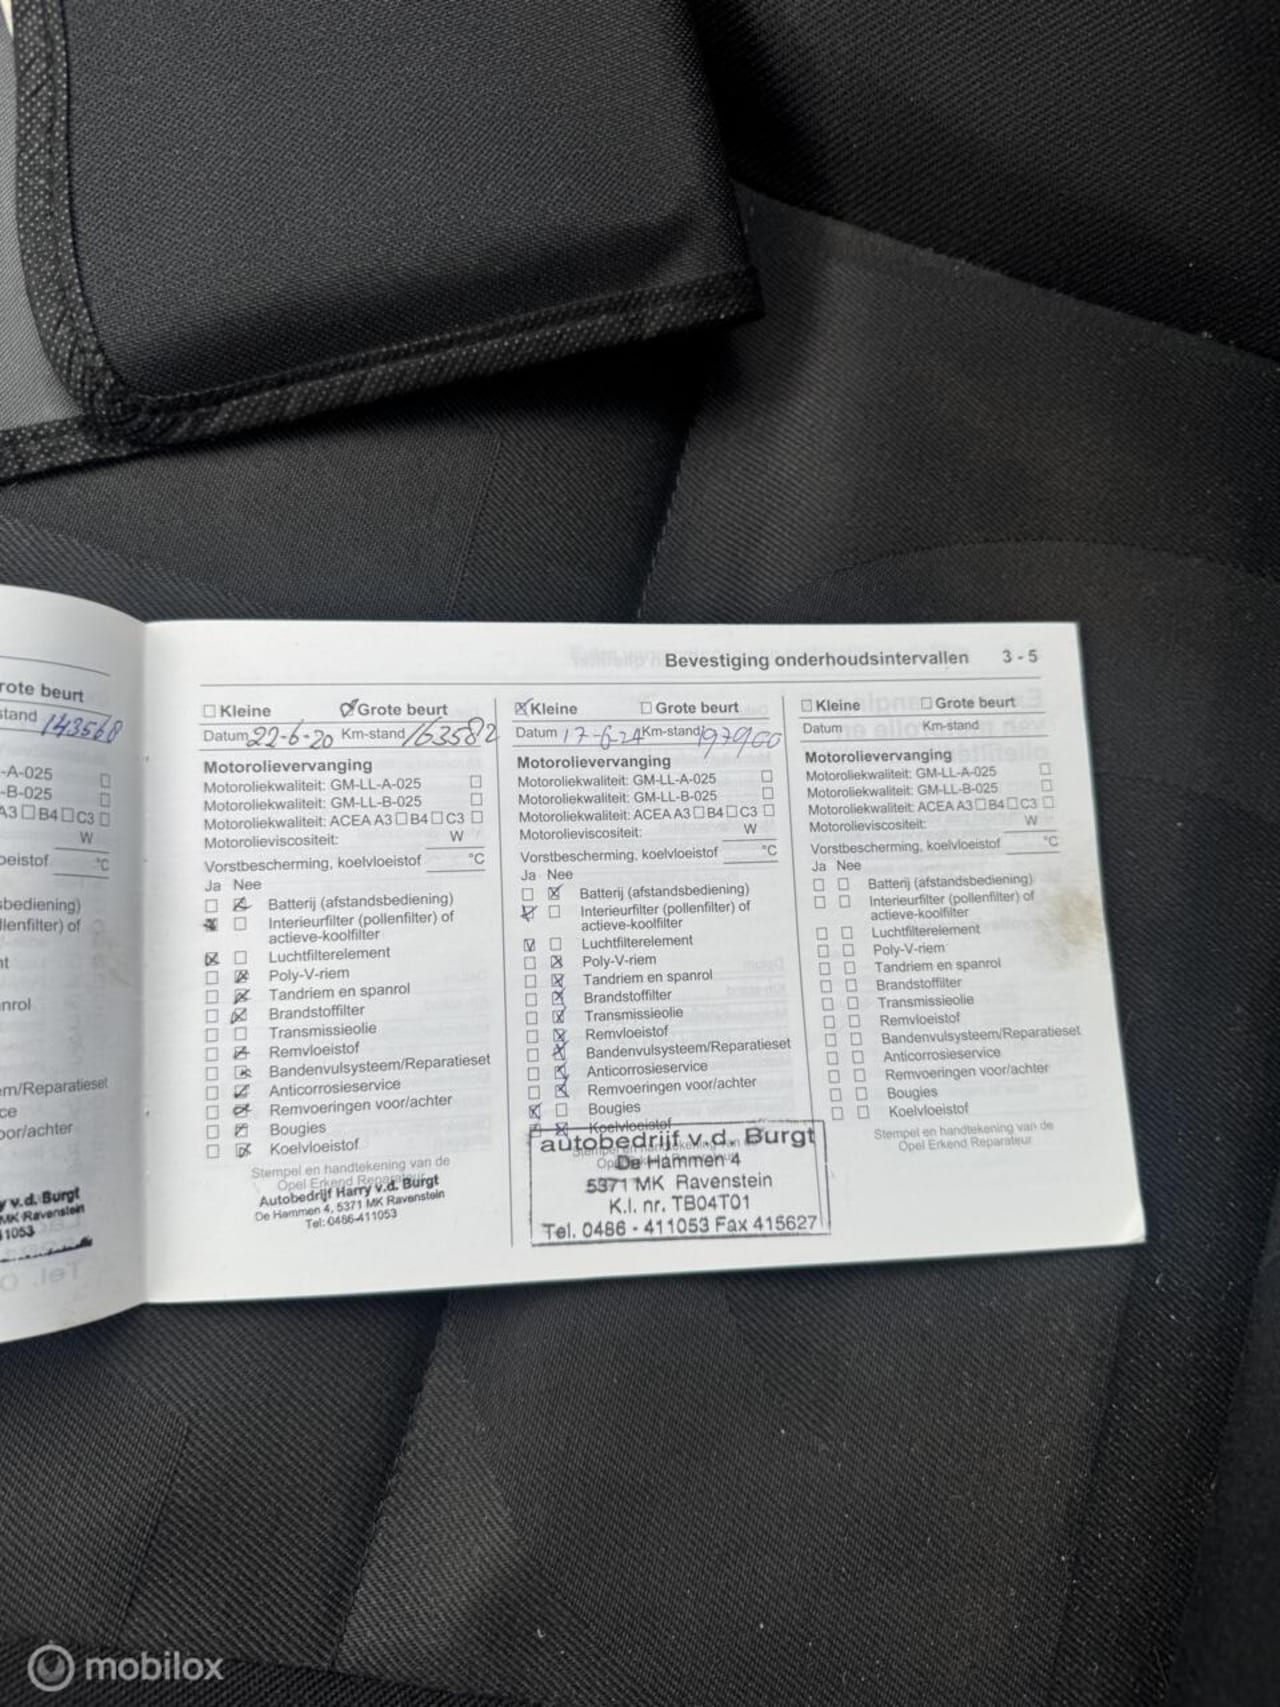 rote beurt
stand 143568
-A-025
-B-025
A3 B4 C3
W
oeistof °C
sbediening)
llenfilter) of
nt
nrol
em/Reparatieset
ce
oor/achter
y v.d. Burgt
MK Ravenstein
11053
Bevestiging onderhoudsintervallen 3 - 5
Kleine Grote beurt
Datum 22-6-20 Km-stand 163582
Motorolievervanging
Motoroliekwaliteit: GM-LL-A-025
Motoroliekwaliteit: GM-LL-B-025
Motoroliekwaliteit: ACEA A3 B4 C3
Motorolieviscositeit: W
Vorstbescherming, koelvloeistof °C
Ja Nee
Batterij (afstandsbediening)
Interieurfilter (pollenfilter) of
actieve-koolfilter
Luchtfilterelement
Poly-V-riem
Tandriem en spanrol
Brandstoffilter
Transmissieolie
Remvloeistof
Bandenvulsysteem/Reparatieset
Anticorrosieservice
Remvoeringen voor/achter
Bougies
Koelvloeistof
Stempel en handtekening van de
Opel Erkend Reparateur
Autobedrijf Harry v.d. Burgt
De Hammen 4, 5371 MK Ravenstein
Tel: 0486-411053
Kleine Grote beurt
Datum 17-6-24 Km-stand 197900
Motorolievervanging
Motoroliekwaliteit: GM-LL-A-025
Motoroliekwaliteit: GM-LL-B-025
Motoroliekwaliteit: ACEA A3 B4 C3
Motorolieviscositeit: W
Vorstbescherming, koelvloeistof °C
Ja Nee
Batterij (afstandsbediening)
Interieurfilter (pollenfilter) of
actieve-koolfilter
Luchtfilterelement
Poly-V-riem
Tandriem en spanrol
Brandstoffilter
Transmissieolie
Remvloeistof
Bandenvulsysteem/Reparatieset
Anticorrosieservice
Remvoeringen voor/achter
Bougies
Koelvloeistof
autobedrijf v.d. Burgt
De Hammen 4
5371 MK Ravenstein
K.I. nr. TB04T01
Tel. 0486 - 411053 Fax 415627
Kleine Grote beurt
Datum Km-stand
Motorolievervanging
Motoroliekwaliteit: GM-LL-A-025
Motoroliekwaliteit: GM-LL-B-025
Motoroliekwaliteit: ACEA A3 B4 C3
Motorolieviscositeit: W
Vorstbescherming, koelvloeistof °C
Ja Nee
Batterij (afstandsbediening)
Interieurfilter (pollenfilter) of
actieve-koolfilter
Luchtfilterelement
Poly-V-riem
Tandriem en spanrol
Brandstoffilter
Transmissieolie
Remvloeistof
Bandenvulsysteem/Reparatieset
Anticorrosieservice
Remvoeringen voor/achter
Bougies
Koelvloeistof
Stempel en handtekening van de
Opel Erkend Reparateur
mobilox